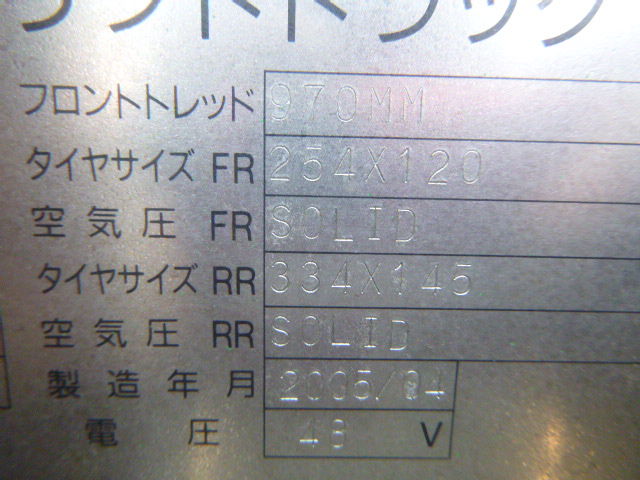 フロントトレッド 970MM
タイヤサイズ FR 254X120
空気圧 FR SOLID
タイヤサイズ RR 334X145
空気圧 RR SOLID
製造年月 2005/04
電圧 48 V